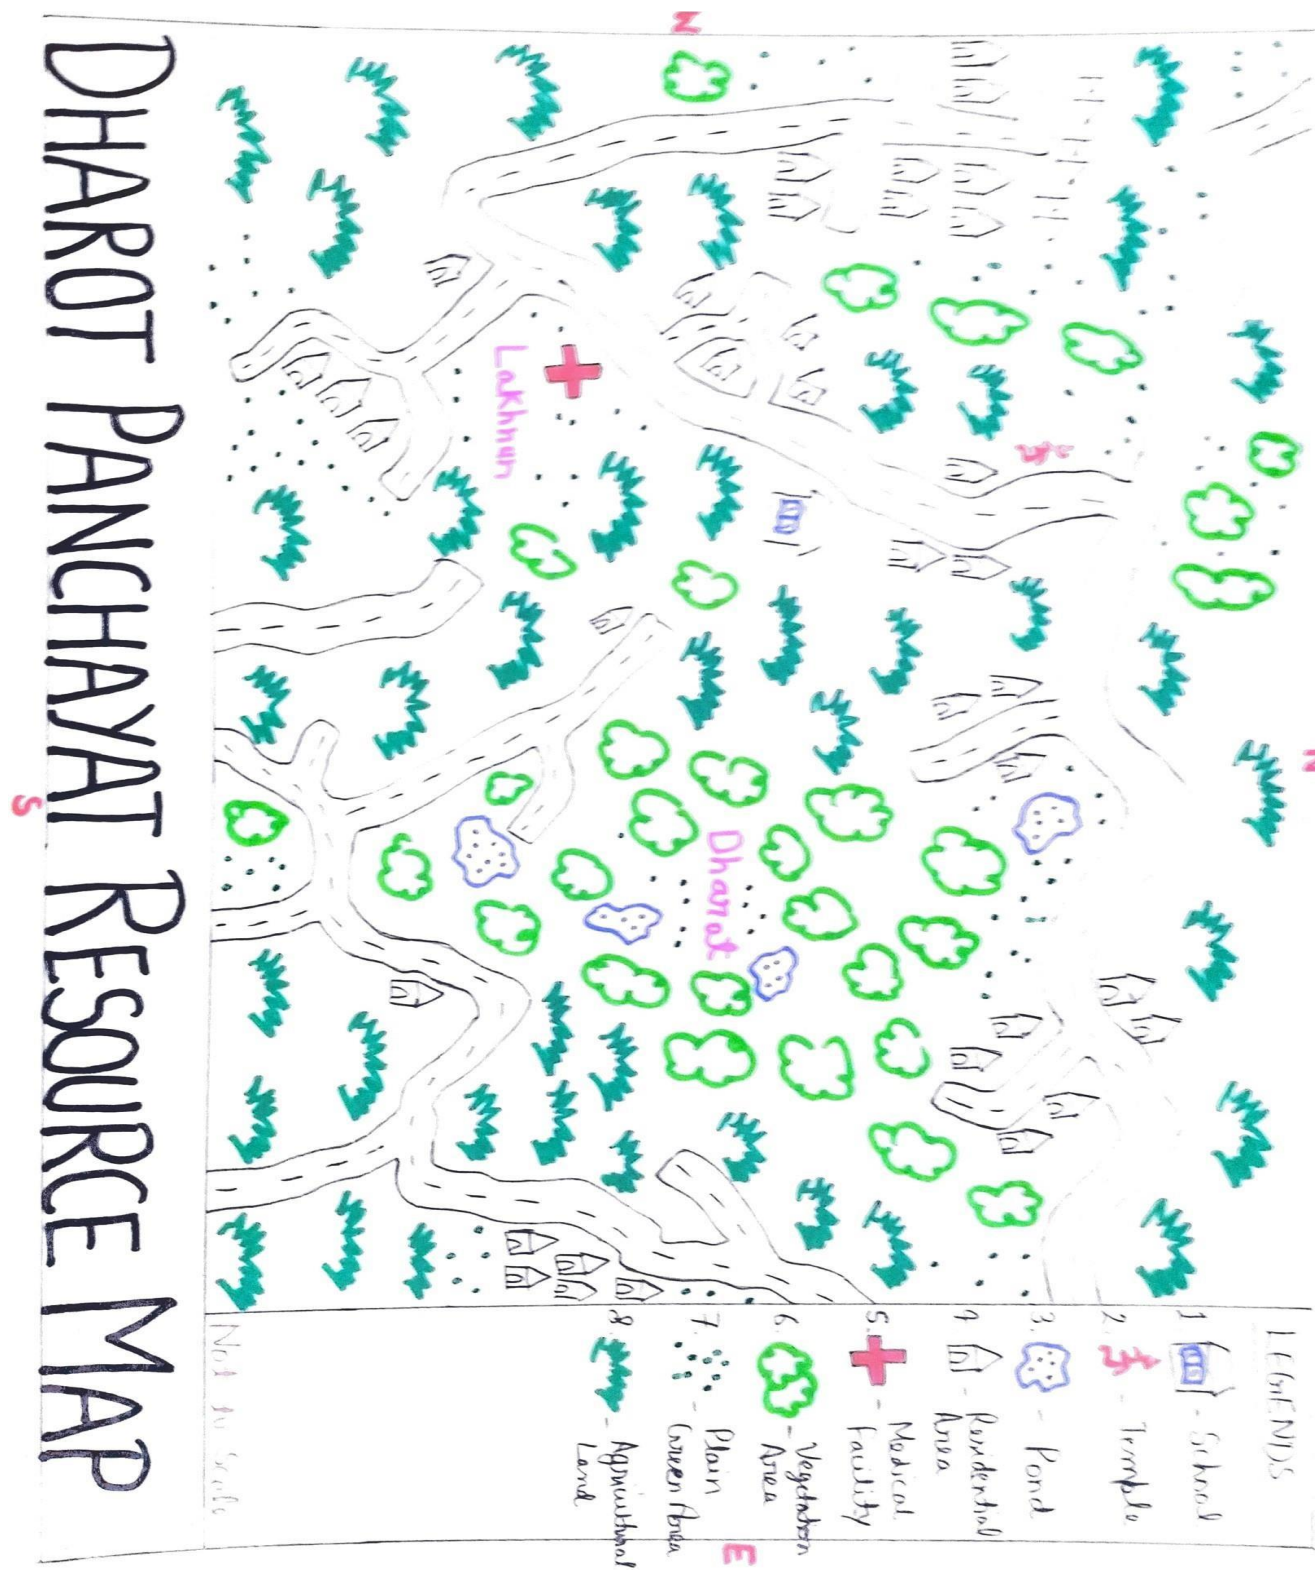 N
LEGENDS
1 - School
2. - Temple
3. - Pond
4 - Residential
Area
5. - Medical
Facility
6. - Vegetation
Area
7. - Plain
Green Area
8. - Agricultural
Land
Not to Scale
W
E
Dharot
Lakhnun
S
DHAROT PANCHAYAT RESOURCE MAP